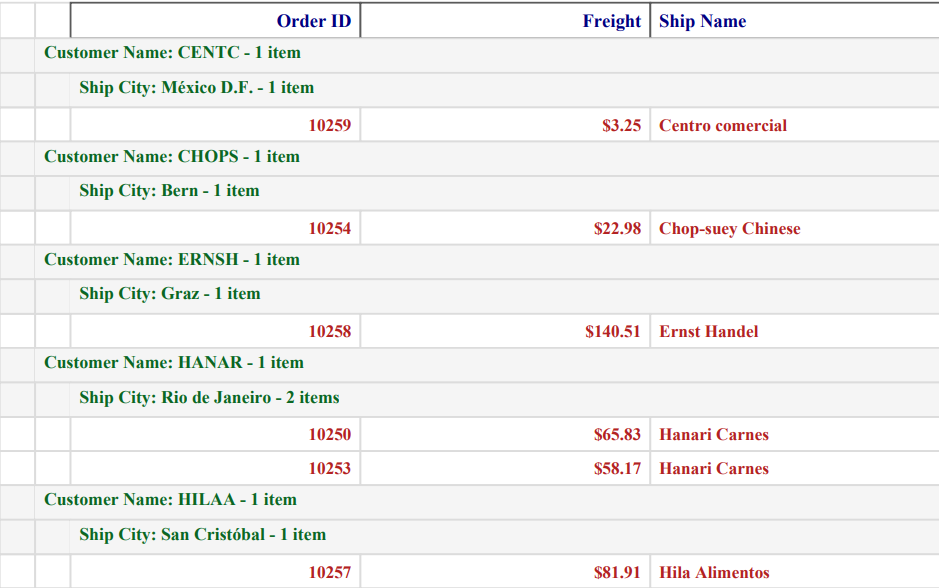 Order ID Freight Ship Name
Customer Name: CENTC - 1 item
Ship City: México D.F. - 1 item
10259 $3.25 Centro comercial
Customer Name: CHOPS - 1 item
Ship City: Bern - 1 item
10254 $22.98 Chop-suey Chinese
Customer Name: ERNSH - 1 item
Ship City: Graz - 1 item
10258 $140.51 Ernst Handel
Customer Name: HANAR - 1 item
Ship City: Rio de Janeiro - 2 items
10250 $65.83 Hanari Carnes
10253 $58.17 Hanari Carnes
Customer Name: HILAA - 1 item
Ship City: San Cristóbal - 1 item
10257 $81.91 Hila Alimentos